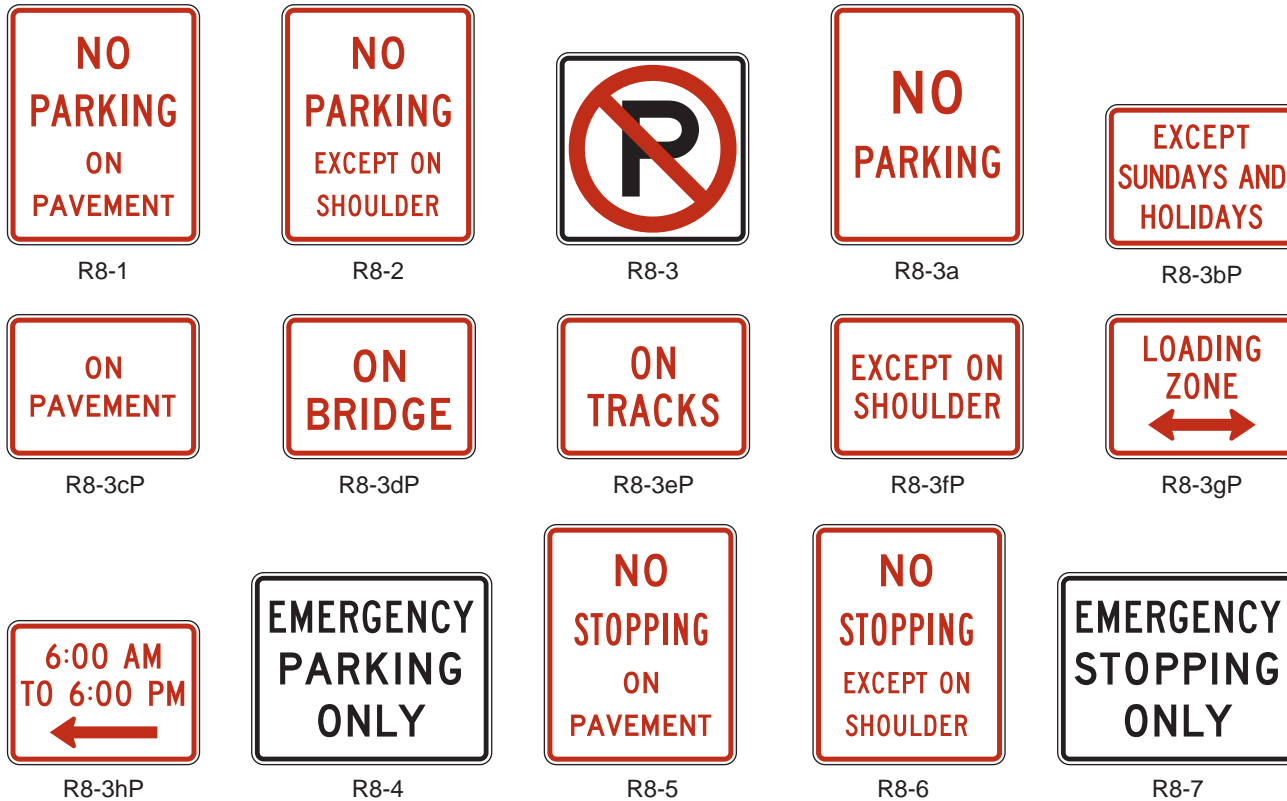 NO
PARKING
ON
PAVEMENT
R8-1
NO
PARKING
EXCEPT ON
SHOULDER
R8-2
P
R8-3
NO
PARKING
R8-3a
EXCEPT
SUNDAYS AND
HOLIDAYS
R8-3bP
ON
PAVEMENT
R8-3cP
ON
BRIDGE
R8-3dP
ON
TRACKS
R8-3eP
EXCEPT ON
SHOULDER
R8-3fP
LOADING
ZONE
R8-3gP
6:00 AM
TO 6:00 PM
R8-3hP
EMERGENCY
PARKING
ONLY
R8-4
NO
STOPPING
ON
PAVEMENT
R8-5
NO
STOPPING
EXCEPT ON
SHOULDER
R8-6
EMERGENCY
STOPPING
ONLY
R8-7